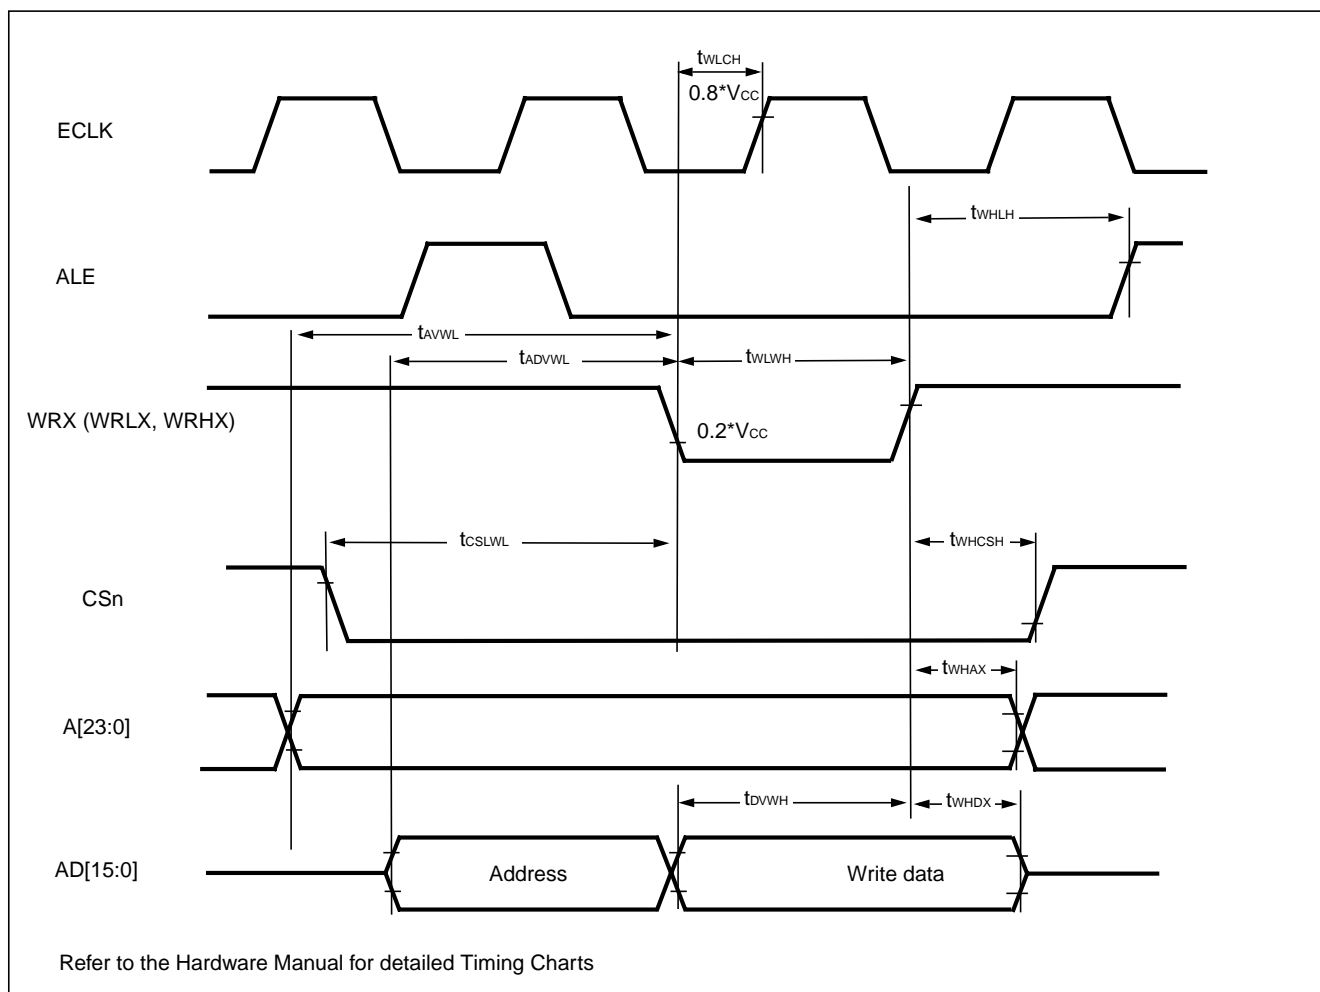 tWLCH
0.8*VCC
ECLK
tWHLH
ALE
tAVWL
tADVWL
tWLWH
WRX (WRLX, WRHX)
0.2*VCC
tCSLWL
tWHCSH
CSn
tWHAX
A[23:0]
tDVWH
tWHDX
AD[15:0]
Address
Write data
Refer to the Hardware Manual for detailed Timing Charts